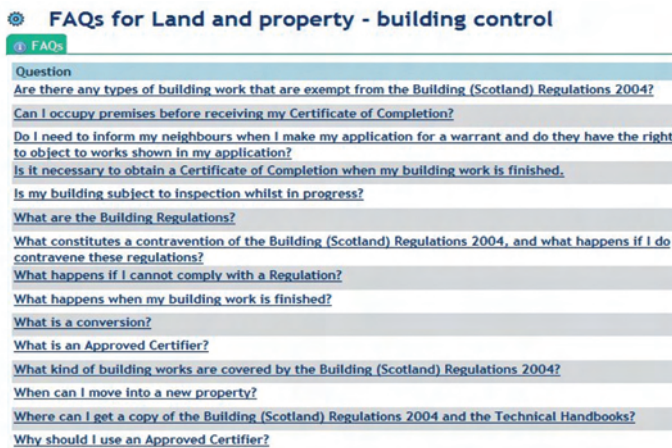 FAQs for Land and property - building control
FAQs
Question
Are there any types of building work that are exempt from the Building (Scotland) Regulations 2004?
Can I occupy premises before receiving my Certificate of Completion?
Do I need to inform my neighbours when I make my application for a warrant and do they have the right
to object to works shown in my application?
Is it necessary to obtain a Certificate of Completion when my building work is finished.
Is my building subject to inspection whilst in progress?
What are the Building Regulations?
What constitutes a contravention of the Building (Scotland) Regulations 2004, and what happens if I do
contravene these regulations?
What happens if I cannot comply with a Regulation?
What happens when my building work is finished?
What is a conversion?
What is an Approved Certifier?
What kind of building works are covered by the Building (Scotland) Regulations 2004?
When can I move into a new property?
Where can I get a copy of the Building (Scotland) Regulations 2004 and the Technical Handbooks?
Why should I use an Approved Certifier?